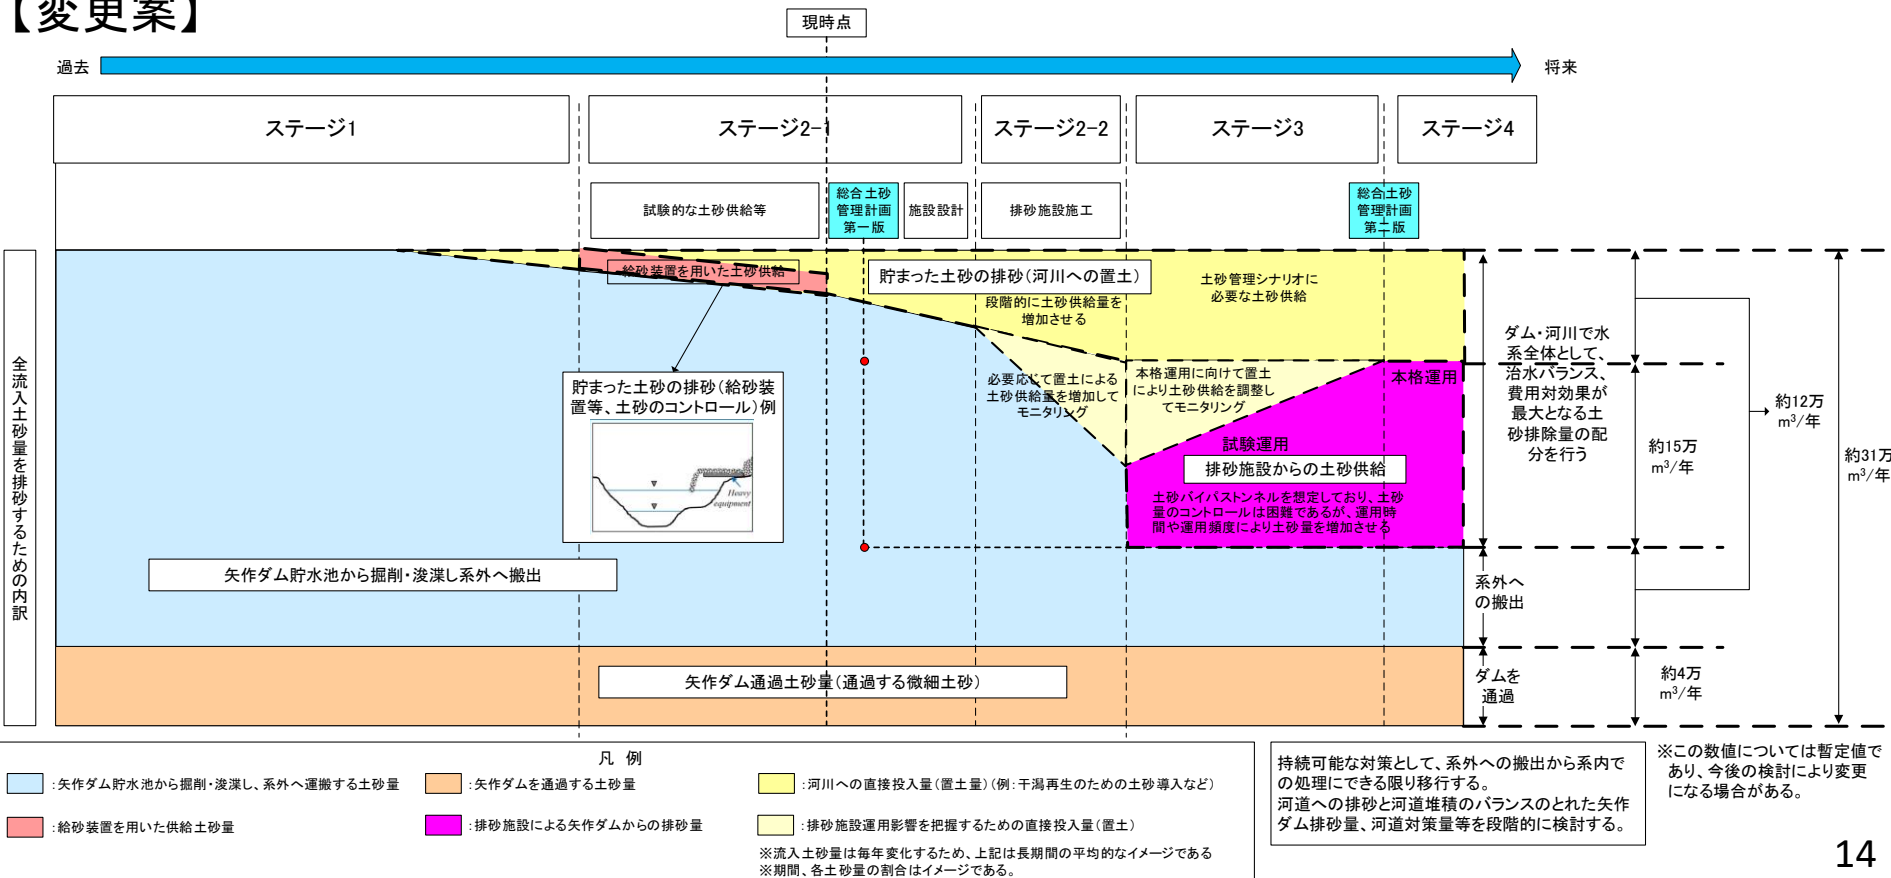 【変更案】
現時点
過去
将来
ステージ1
ステージ2-1
ステージ2-2
ステージ3
ステージ4
試験的な土砂供給等
総合土砂
管理計画
第一版
施設設計
排砂施設施工
総合土砂
管理計画
第二版
全流入土砂量を排砂するための内訳
給砂装置を用いた土砂供給
貯まった土砂の排砂(河川への置土)
段階的に土砂供給量を
増加させる
土砂管理シナリオに
必要な土砂供給
貯まった土砂の排砂(給砂装
置等、土砂のコントロール)例
Heavy
equipment
必要応じて置土による
土砂供給量を増加して
モニタリング
本格運用に向けて置土
により土砂供給を調整し
てモニタリング
本格運用
試験運用
排砂施設からの土砂供給
土砂バイパストンネルを想定しており、土砂
量のコントロールは困難であるが、運用時
間や運用頻度により土砂量を増加させる
矢作ダム貯水池から掘削・浚渫し系外へ搬出
矢作ダム通過土砂量(通過する微細土砂)
ダム・河川で水
系全体として、
治水バランス、
費用対効果が
最大となる土
砂排除量の配
分を行う
系外へ
の搬出
ダムを
通過
約15万
m³/年
約4万
m³/年
約12万
m³/年
約31万
m³/年
凡 例
:矢作ダム貯水池から掘削・浚渫し、系外へ運搬する土砂量
:矢作ダムを通過する土砂量
:河川への直接投入量(置土量)(例:干潟再生のための土砂導入など)
:給砂装置を用いた供給土砂量
:排砂施設による矢作ダムからの排砂量
:排砂施設運用影響を把握するための直接投入量(置土)
※流入土砂量は毎年変化するため、上記は長期間の平均的なイメージである
※期間、各土砂量の割合はイメージである。
持続可能な対策として、系外への搬出から系内で
の処理にできる限り移行する。
河道への排砂と河道堆積のバランスのとれた矢作
ダム排砂量、河道対策量等を段階的に検討する。
※この数値については暫定値で
あり、今後の検討により変更
になる場合がある。
14